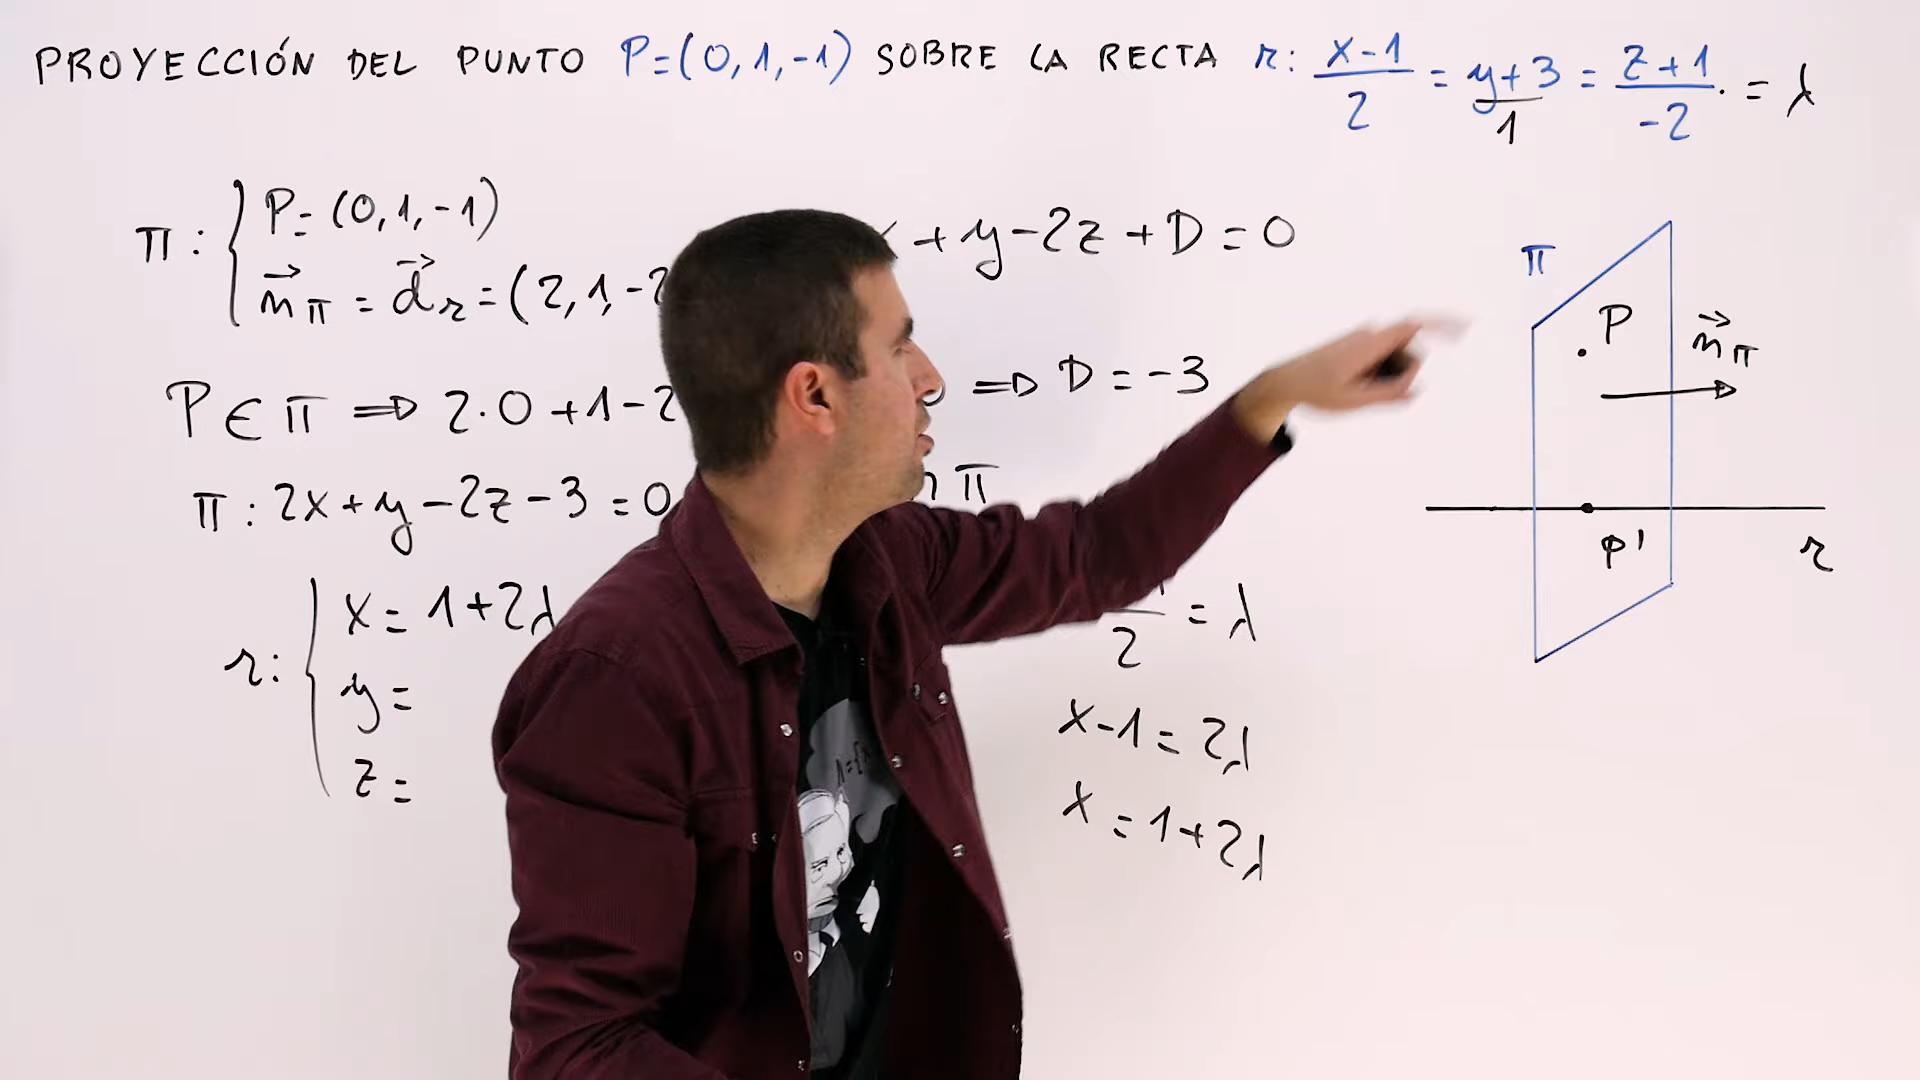 PROYECCIÓN DEL PUNTO P=(0,1,-1) SOBRE LA RECTA r: x-1/2 = y+3/1 = z+1/-2. = λ
π: { P=(0,1,-1)
n⃗π = d⃗r = (2,1,-2
+y-2z+D=0
P∈π ⇒ 2·0+1-2
⇒ D=-3
π: 2x+y-2z-3=0
π
r: { x=1+2λ
y=
z=
2 = λ
x-1=2λ
x=1+2λ
π
P
n⃗π
P'
r